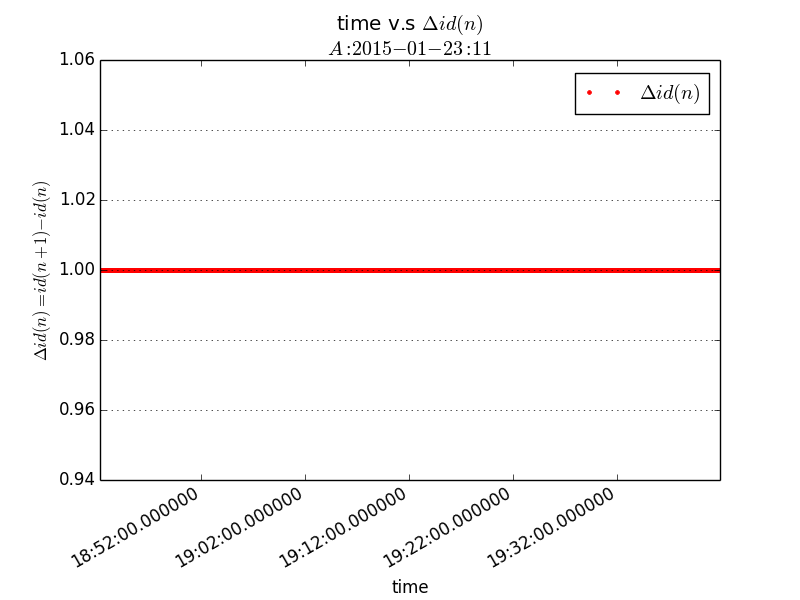 time v.s Δid(n)
A:2015−01−23:11
Δid(n)
Δid(n)=id(n+1)−id(n)
1.06
1.04
1.02
1.00
0.98
0.96
0.94
18:52:00.000000
19:02:00.000000
19:12:00.000000
19:22:00.000000
19:32:00.000000
time